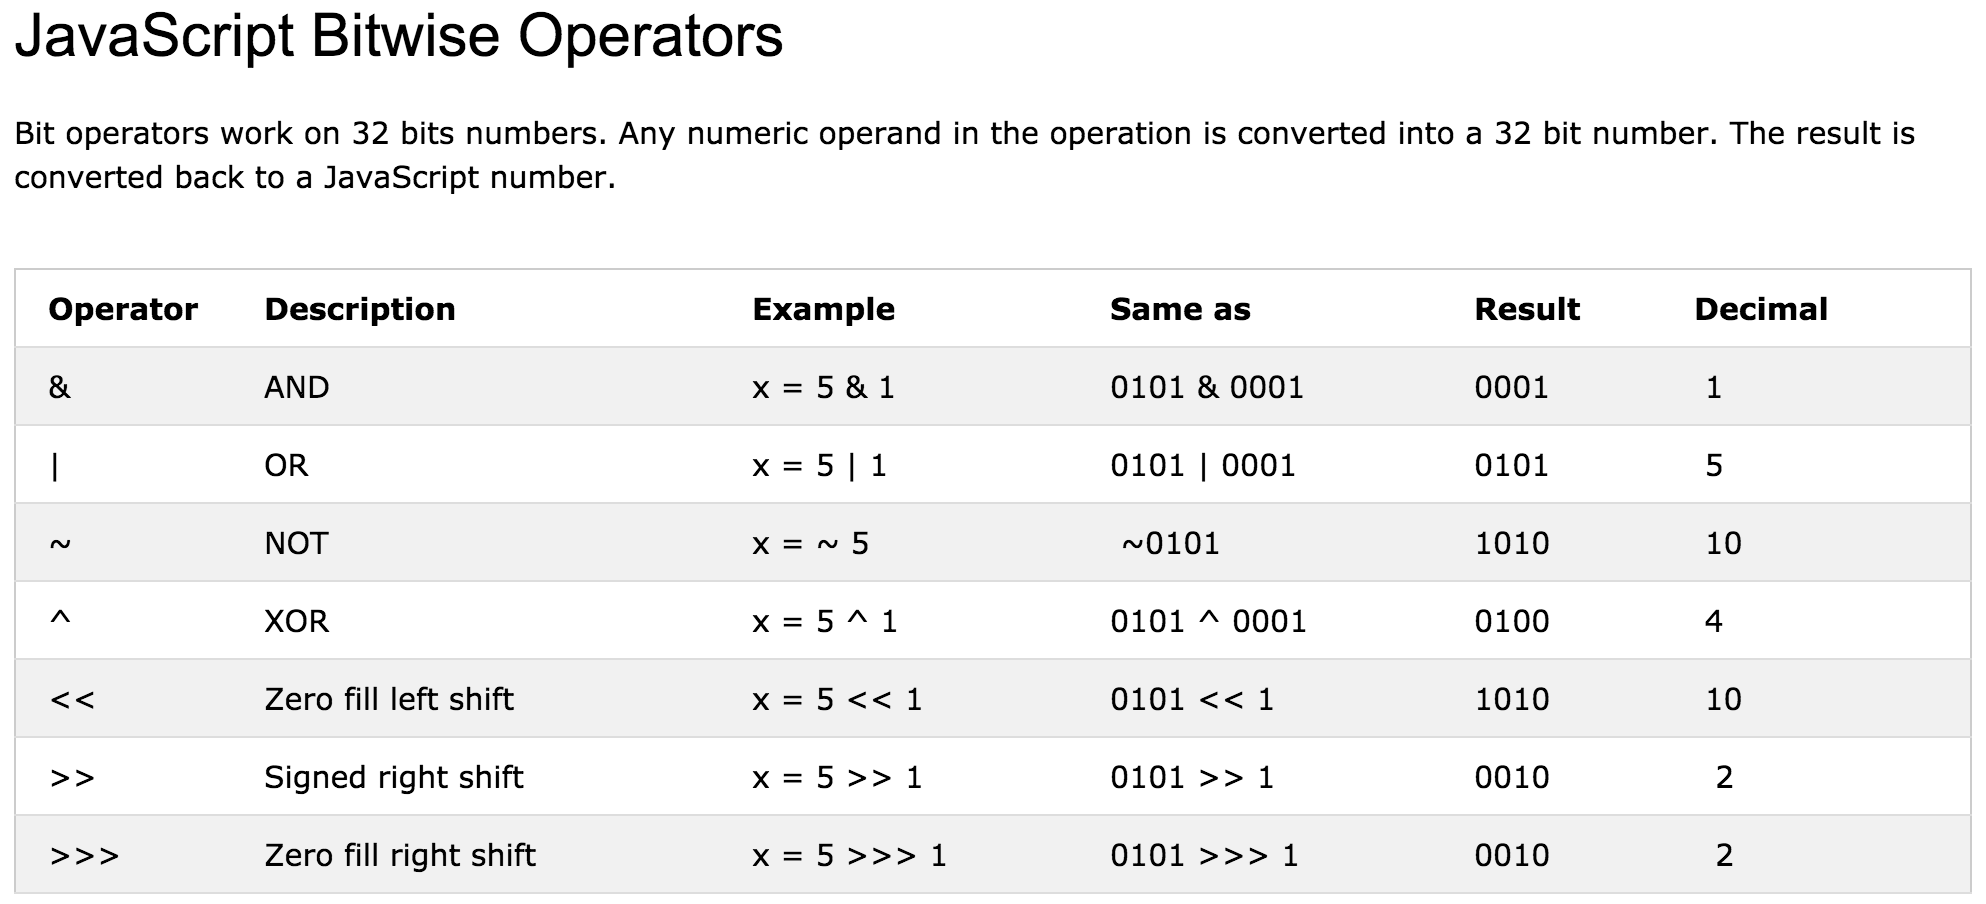 JavaScript Bitwise Operators
Bit operators work on 32 bits numbers. Any numeric operand in the operation is converted into a 32 bit number. The result is
converted back to a JavaScript number.
Operator Description Example Same as Result Decimal
& AND x = 5 & 1 0101 & 0001 0001 1
| OR x = 5 | 1 0101 | 0001 0101 5
~ NOT x = ~ 5 ~0101 1010 10
^ XOR x = 5 ^ 1 0101 ^ 0001 0100 4
<< Zero fill left shift x = 5 << 1 0101 << 1 1010 10
>> Signed right shift x = 5 >> 1 0101 >> 1 0010 2
>>> Zero fill right shift x = 5 >>> 1 0101 >>> 1 0010 2